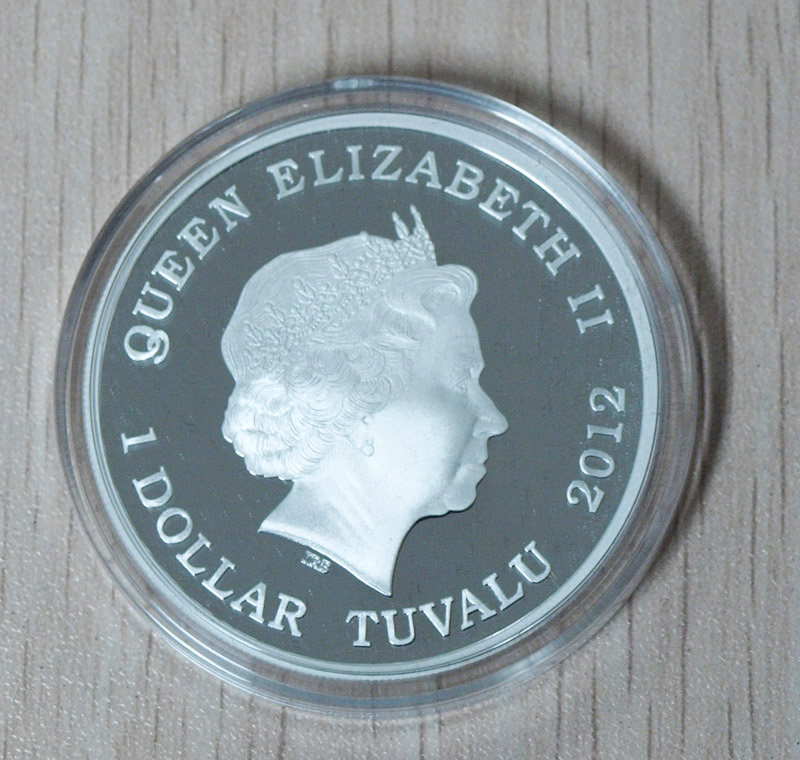 QUEEN ELIZABETH II 2012
1 DOLLAR TUVALU
IRB